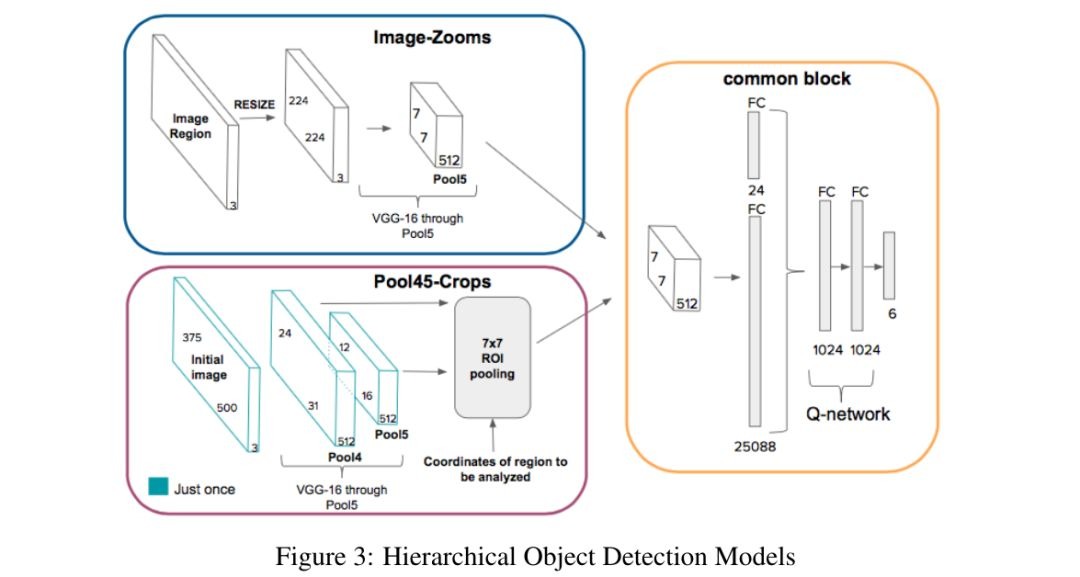 Image-Zooms
Image
Region
3
RESIZE
224
224
3
7
7
512
Pool5
VGG-16 through
Pool5
Pool45-Crops
375
Initial
image
500
3
24
31
512
Pool4
12
16
512
Pool5
VGG-16 through
Pool5
7x7
ROI
pooling
Coordinates of region to
be analyzed
Just once
common block
7
7
512
FC
24
FC
25088
FC
FC
1024
1024
6
Q-network
Figure 3: Hierarchical Object Detection Models